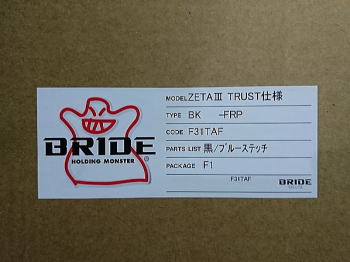 MODEL ZETAⅢ TRUST仕様
TYPE BK -FRP
CODE F31TAF
PARTS LIST 黒/ブルーステッチ
PACKAGE F1
F31TAF BRIDE
BRIDE
®
HOLDING MONSTER